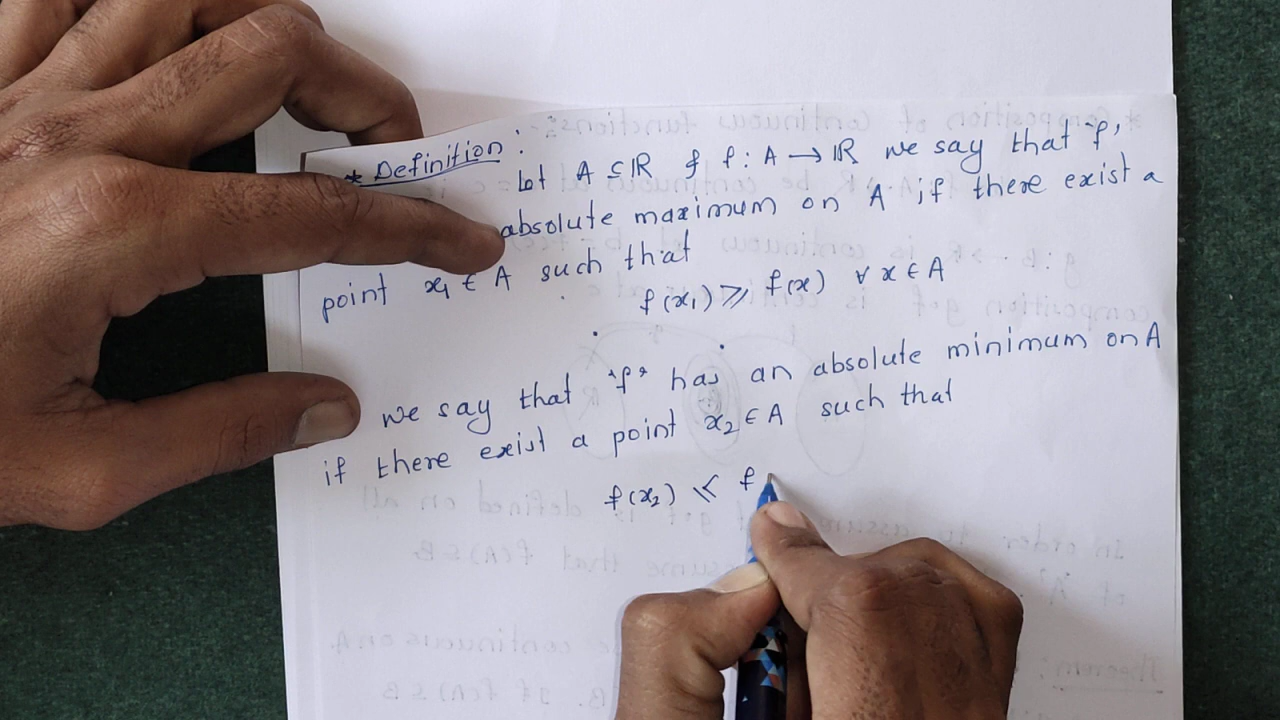 * Definition :
Let A ⊆ ℝ & f : A → ℝ we say that 'f'
absolute maximum on A if there exist a
point x₁ ∈ A such that
f(x₁) ⩾ f(x) ∀ x ∈ A
we say that 'f' has an absolute minimum on A
if there exist a point x₂ ∈ A such that
f(x₂) ⩽ f